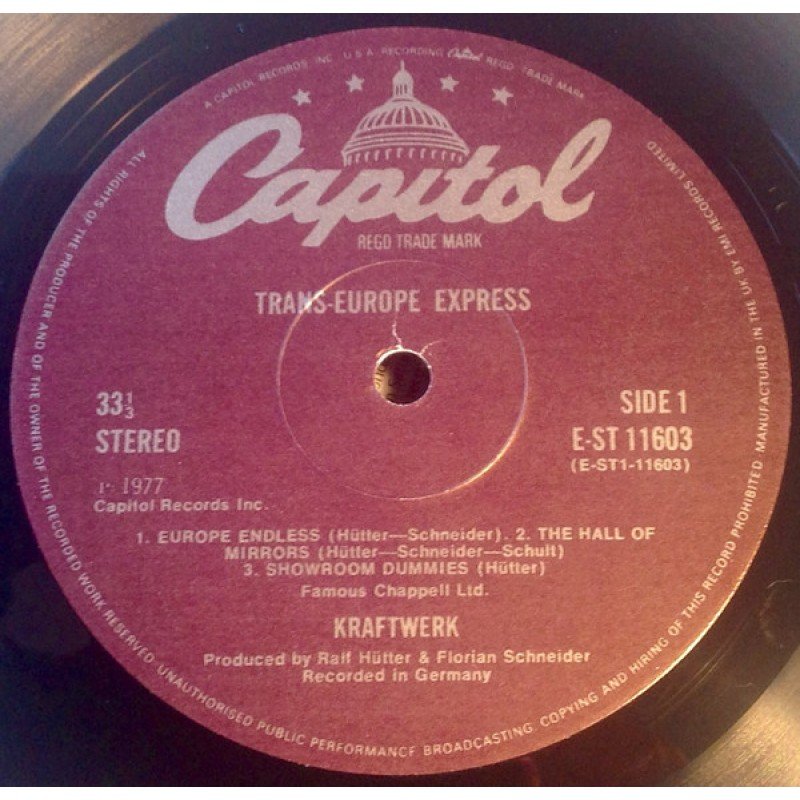 A CAPITOL RECORDS, INC. U.S.A. RECORDING Capitol REGD. TRADE MARK
Capitol
REGD TRADE MARK
TRANS-EUROPE EXPRESS
33⅓
STEREO
SIDE 1
E-ST 11603
(E-ST1-11603)
1977
Capitol Records Inc.
1. EUROPE ENDLESS (Hütter—Schneider). 2. THE HALL OF
MIRRORS (Hütter—Schneider—Schult)
3. SHOWROOM DUMMIES (Hütter)
Famous Chappell Ltd.
KRAFTWERK
Produced by Ralf Hütter & Florian Schneider
Recorded in Germany
ALL RIGHTS OF THE PRODUCER AND OF THE OWNER OF THE RECORDED WORK RESERVED. UNAUTHORISED PUBLIC PERFORMANCE BROADCASTING. COPYING AND HIRING OF THIS RECORD PROHIBITED. MANUFACTURED IN THE UK BY EMI RECORDS LIMITED